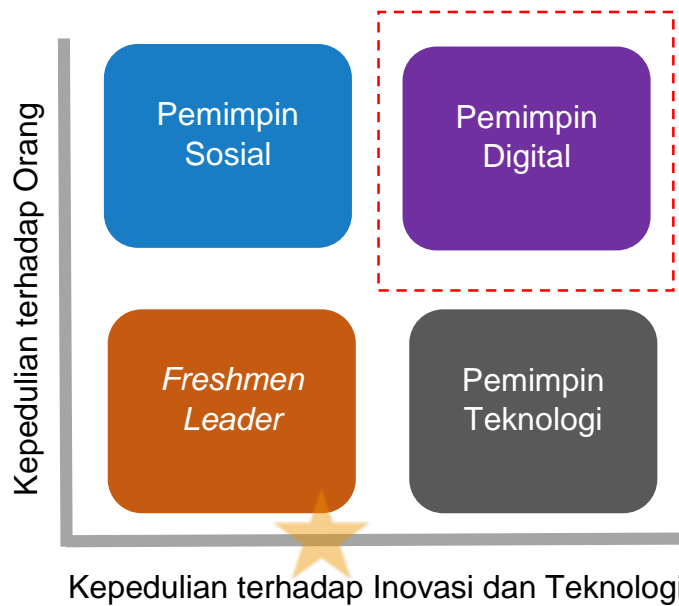 Kepedulian terhadap Orang
Pemimpin
Sosial
Pemimpin
Digital
Freshmen
Leader
Pemimpin
Teknologi
Kepedulian terhadap Inovasi dan Teknologi